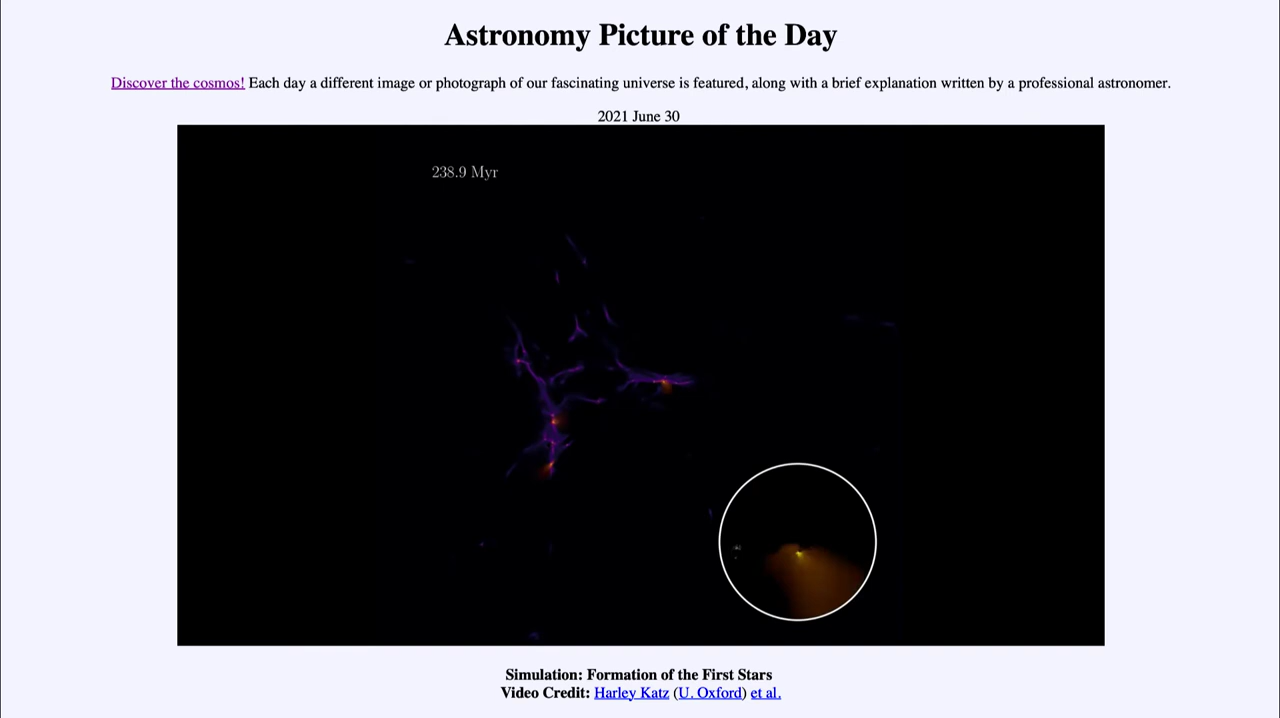 Astronomy Picture of the Day
Discover the cosmos! Each day a different image or photograph of our fascinating universe is featured, along with a brief explanation written by a professional astronomer.
2021 June 30
238.9 Myr
Simulation: Formation of the First Stars
Video Credit: Harley Katz (U. Oxford) et al.